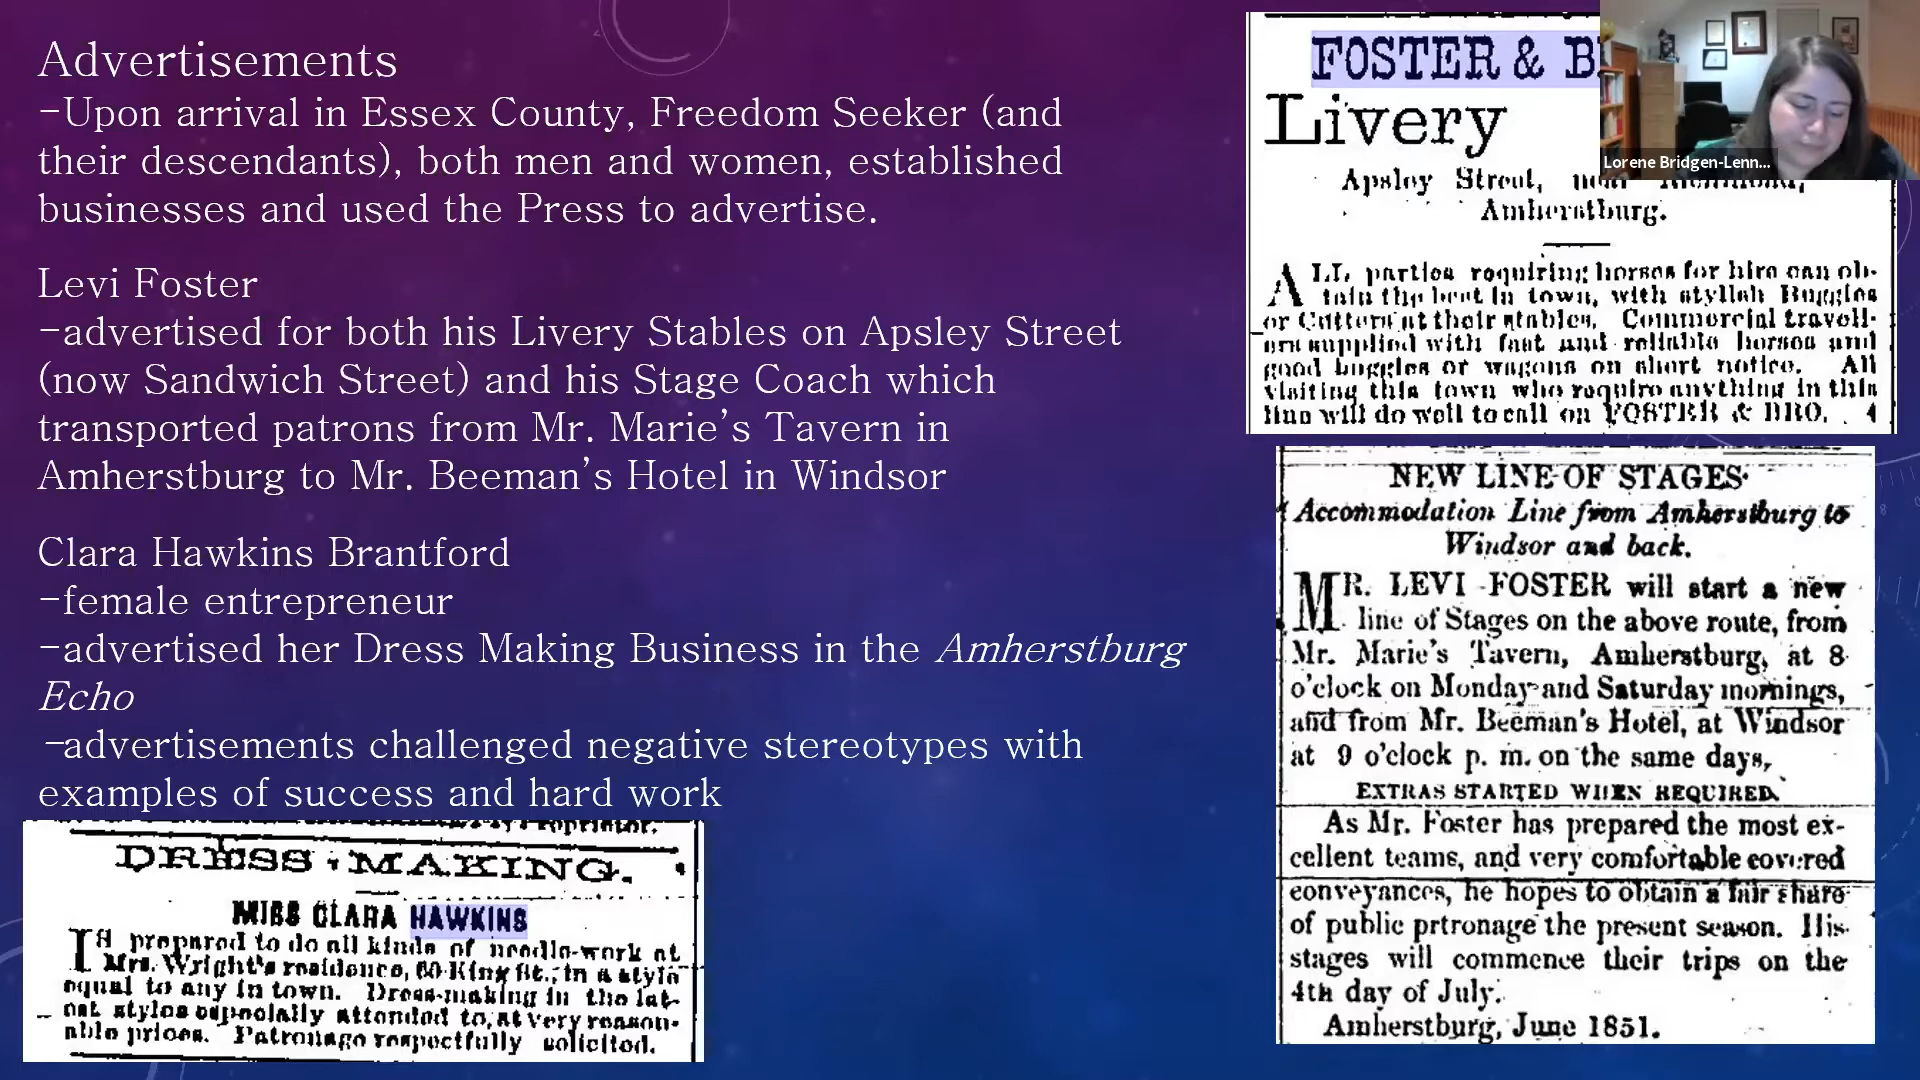 Advertisements
-Upon arrival in Essex County, Freedom Seeker (and
their descendants), both men and women, established
businesses and used the Press to advertise.
Levi Foster
-advertised for both his Livery Stables on Apsley Street
(now Sandwich Street) and his Stage Coach which
transported patrons from Mr. Marie's Tavern in
Amherstburg to Mr. Beeman's Hotel in Windsor
Clara Hawkins Brantford
-female entrepreneur
-advertised her Dress Making Business in the Amherstburg
Echo
-advertisements challenged negative stereotypes with
examples of success and hard work
DRESS-MAKING.
MISS CLARA HAWKINS
IS prepared to do all kinds of needle-work at
Mrs. Wright's residence, 60 King St., in a style
equal to any in town. Dress-making in the lat-
est styles especially attended to, at very reason-
able prices. Patronage respectfully solicited.
FOSTER &
Livery
Apsley Street, near Richmond,
Amherstburg.
ALL parties requiring horses for hire can ob-
tain the best in town, with stylish Buggies
or Cutters at their stables. Commercial travell-
ers supplied with fast and reliable horses and
good buggies or wagons on short notice. All
visiting this town who require anything in this
line will do well to call on FOSTER & BRO. 4
Lorene Bridgen-Lenn...
NEW LINE OF STAGES
Accommodation Line from Amherstburg to
Windsor and back.
MR. LEVI FOSTER will start a new
line of Stages on the above route, from
Mr. Marie's Tavern, Amherstburg, at 8
o'clock on Monday and Saturday mornings,
and from Mr. Beeman's Hotel, at Windsor
at 9 o'clock p. m. on the same days,
EXTRAS STARTED WHEN REQUIRED.
As Mr. Foster has prepared the most ex-
cellent teams, and very comfortable covered
conveyances, he hopes to obtain a fair share
of public prtronage the present season. His
stages will commence their trips on the
4th day of July.
Amherstburg, June 1851.